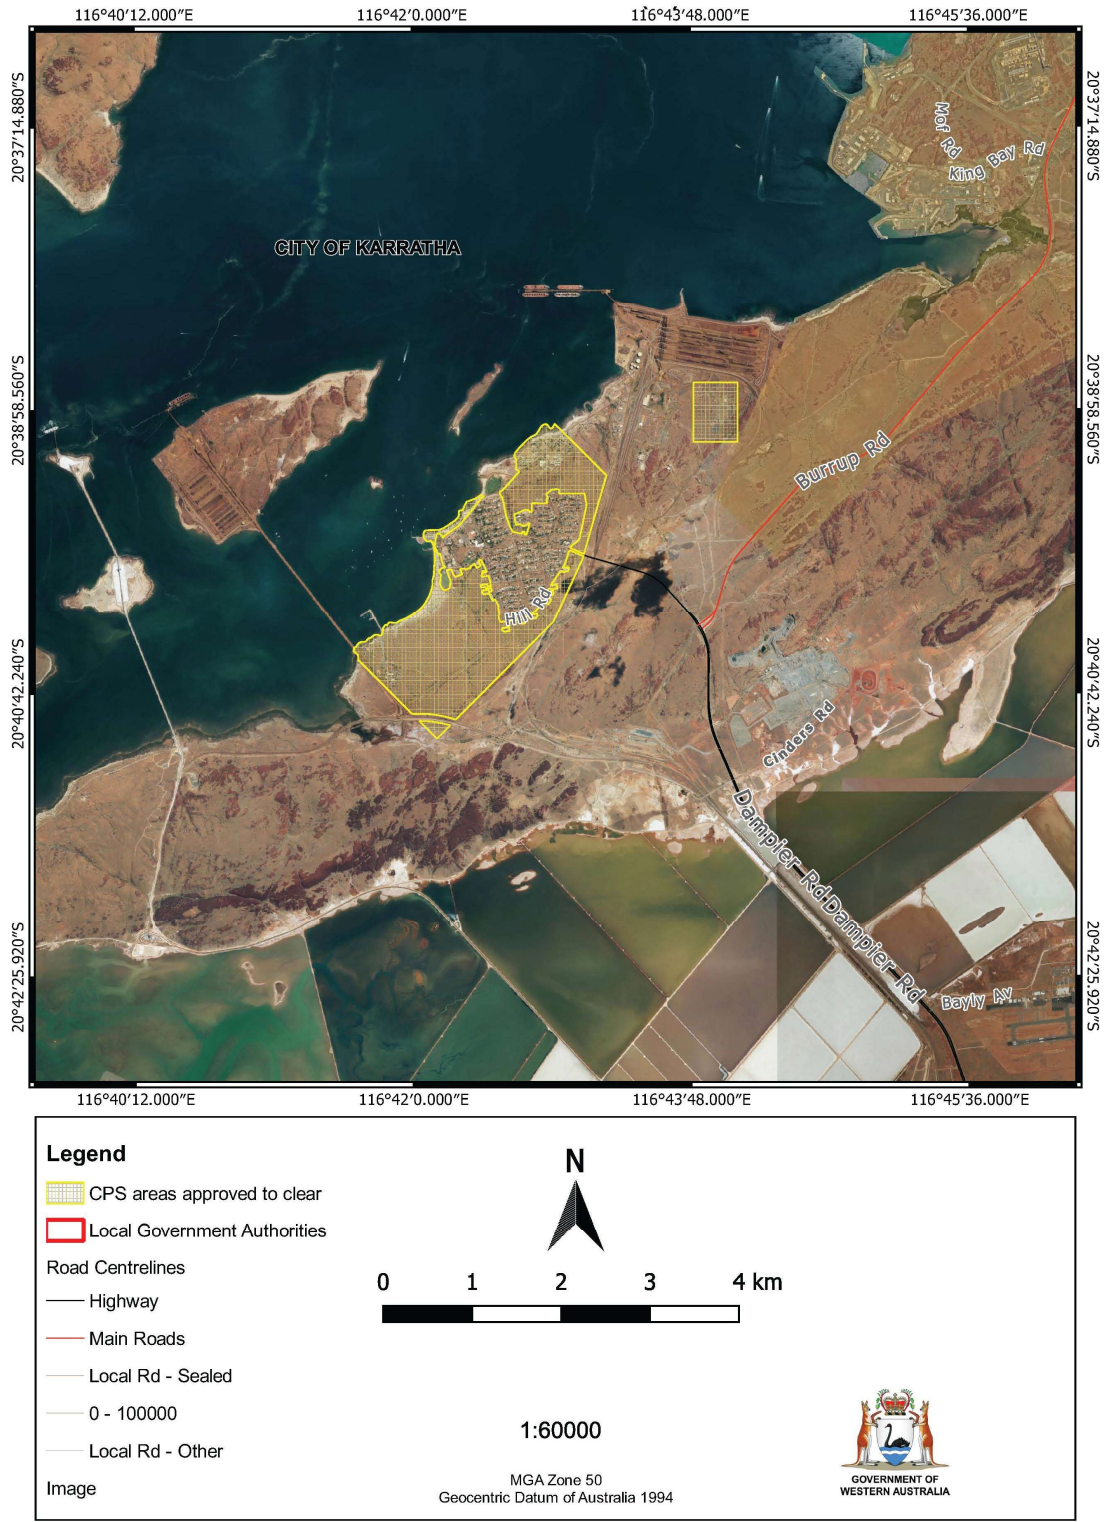 116°40′12.000″E
116°42′0.000″E
116°43′48.000″E
116°45′36.000″E
20°37′14.880″S
20°37′14.880″S
Mof Rd
King Bay Rd
CITY OF KARRATHA
20°38′58.560″S
20°38′58.560″S
Burrup Rd
Hill Rd
20°40′42.240″S
20°40′42.240″S
Cinders Rd
Dampier Rd
Dampier Rd
20°42′25.920″S
20°42′25.920″S
Bayly Av
116°40′12.000″E
116°42′0.000″E
116°43′48.000″E
116°45′36.000″E
Legend
CPS areas approved to clear
Local Government Authorities
Road Centrelines
Highway
Main Roads
Local Rd - Sealed
0 - 100000
Local Rd - Other
Image
N
0 1 2 3 4 km
1:60000
MGA Zone 50
Geocentric Datum of Australia 1994
GOVERNMENT OF
WESTERN AUSTRALIA